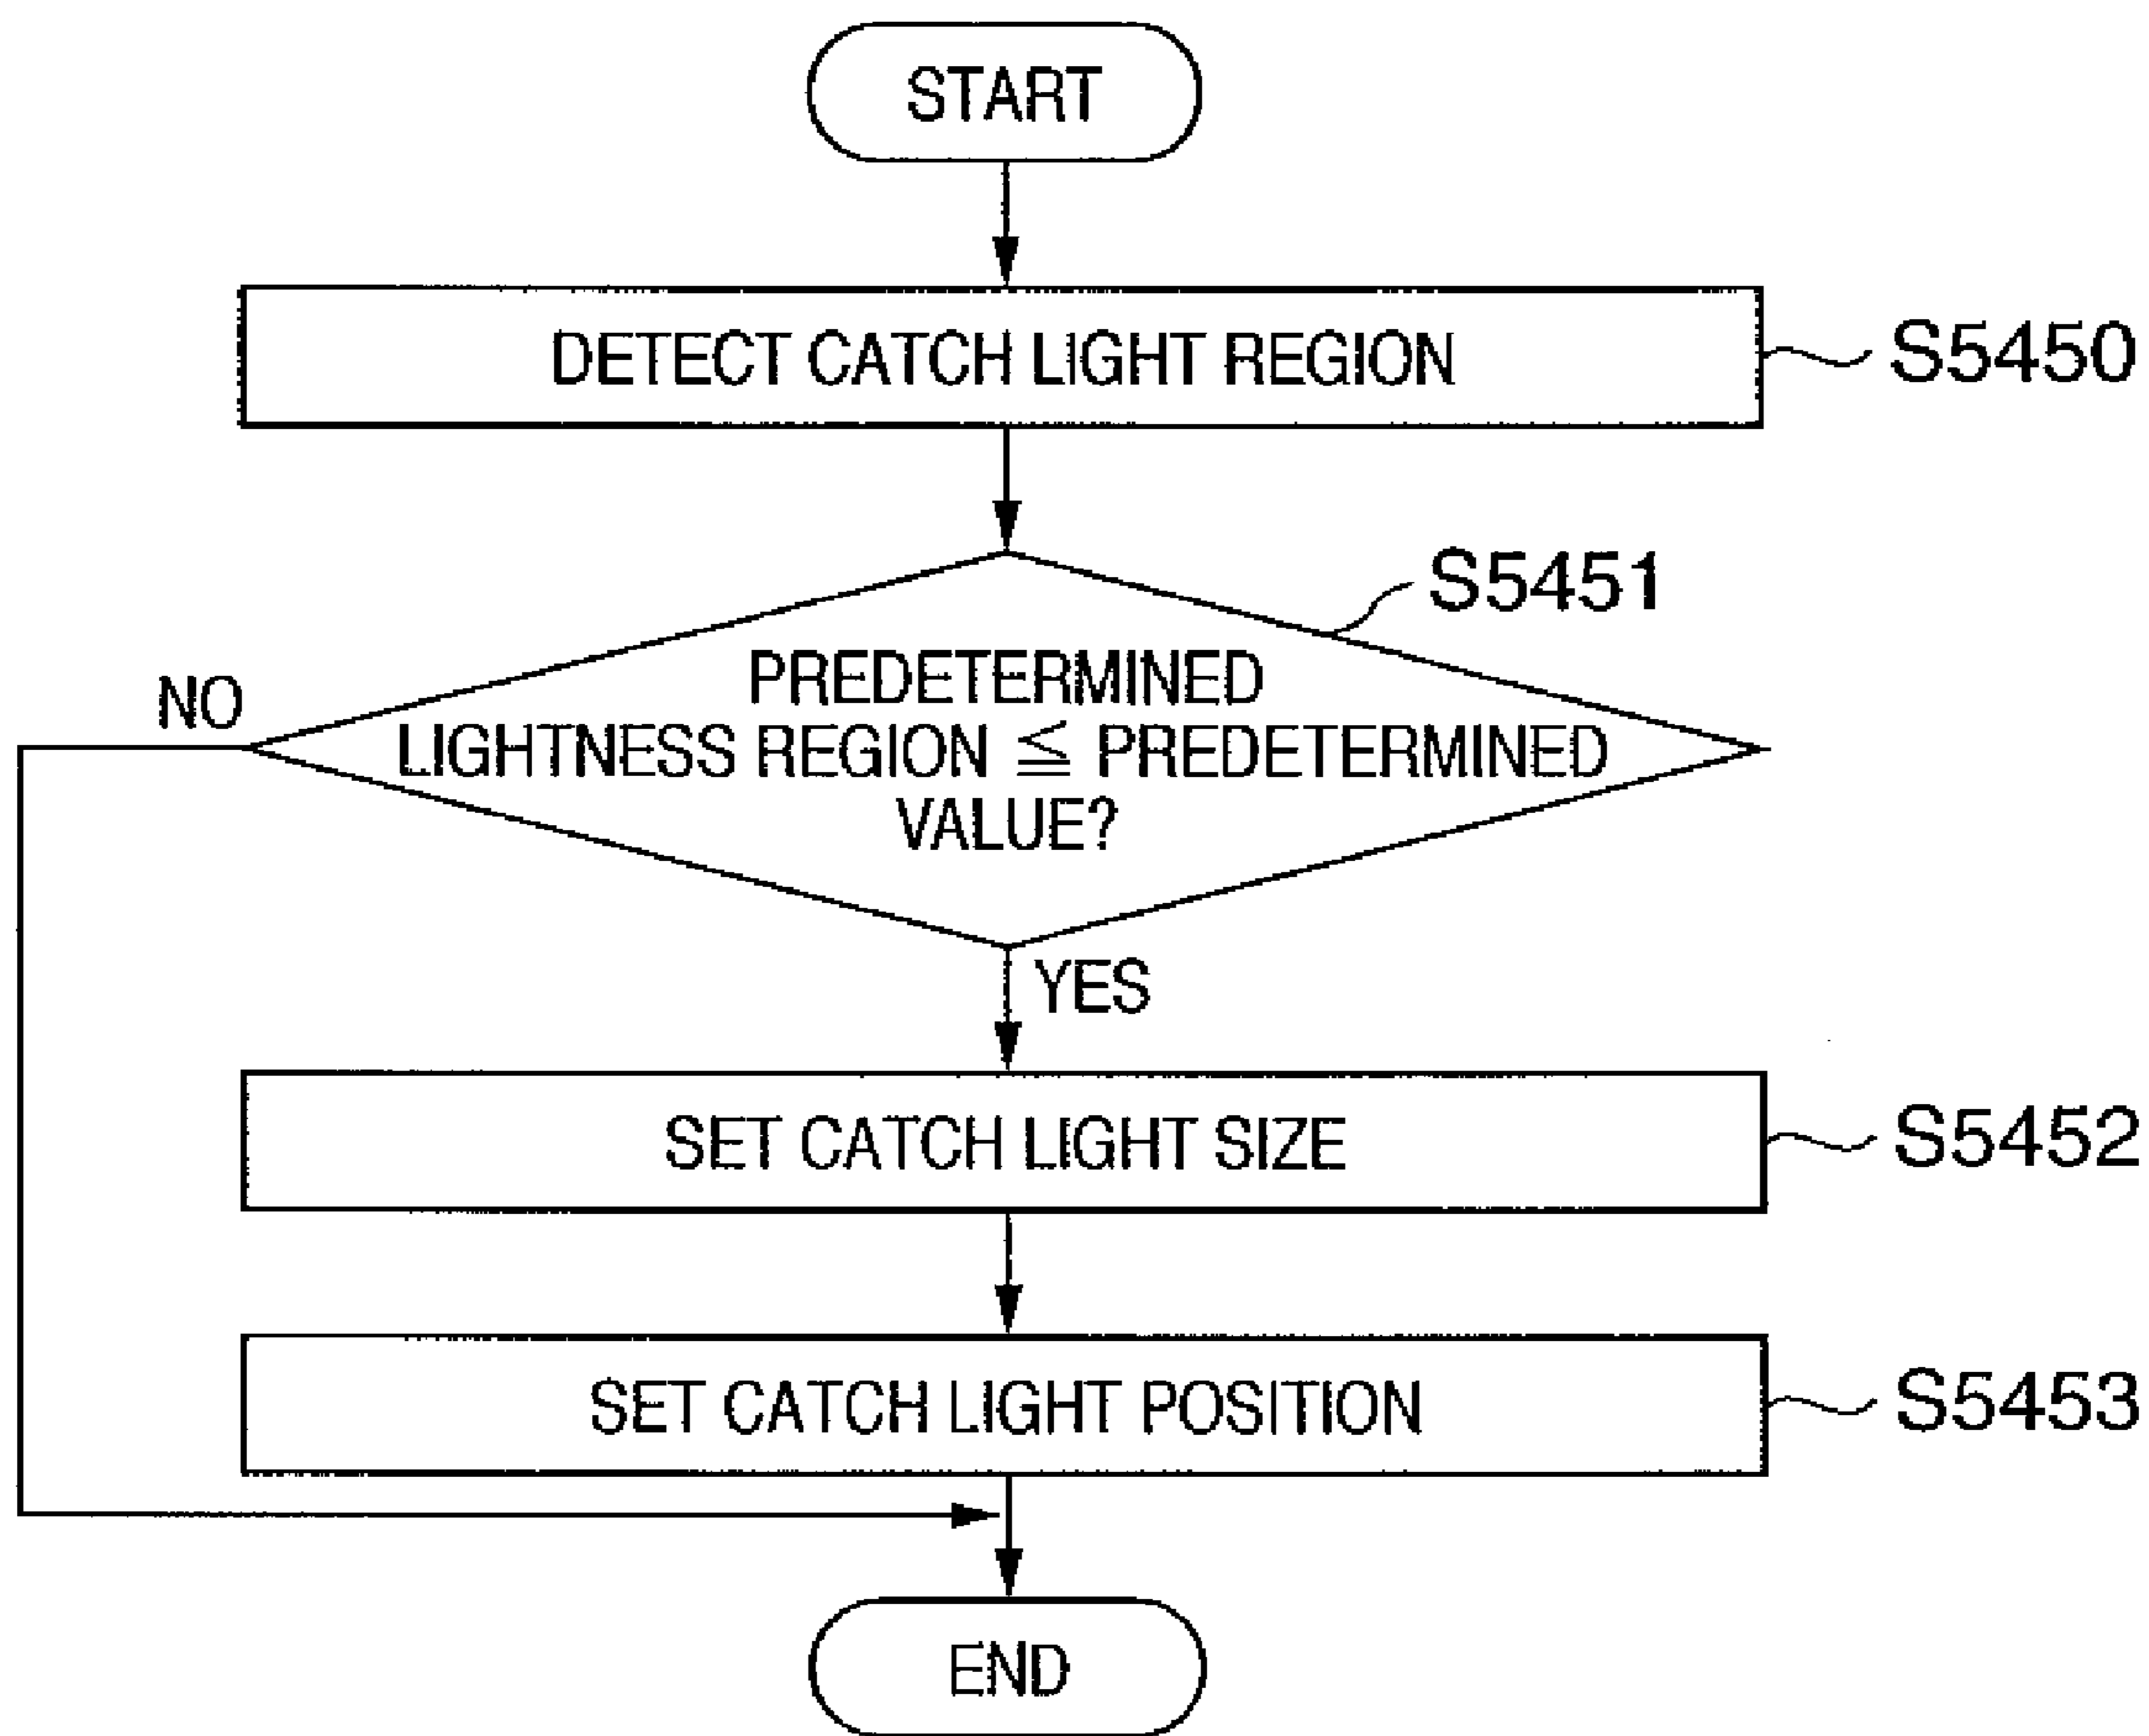 START
DETECT CATCH LIGHT REGION
S5450
S5451
PREDETERMINED
NO
LIGHTNESS REGION ≦ PREDETERMINED
VALUE?
YES
SET CATCH LIGHT SIZE
S5452
SET CATCH LIGHT POSITION
S5453
END